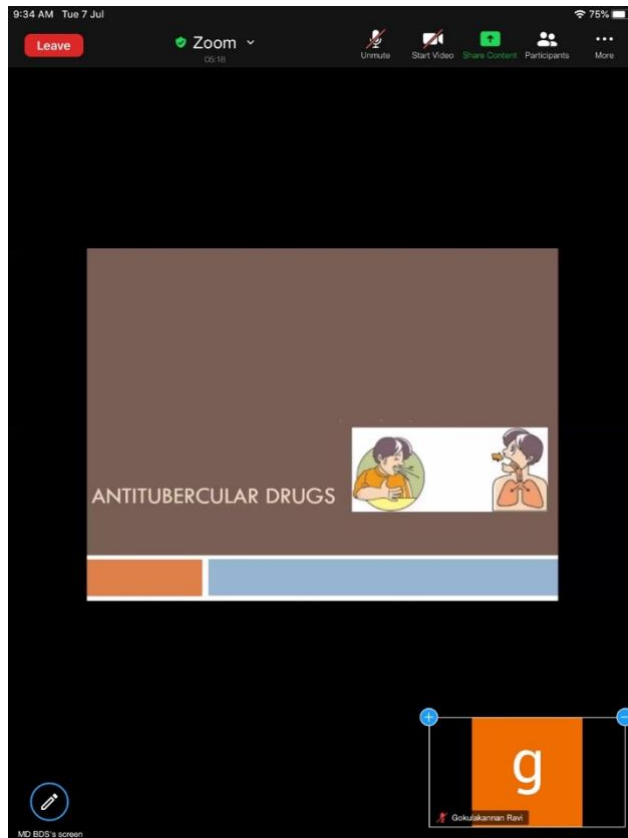 9:34 AM Tue 7 Jul
75%
Leave
Zoom
05:18
Unmute
Start Video
Share Content
Participants
More
ANTITUBERCULAR DRUGS
g
Gokulakannan Ravi
MD BDS's screen